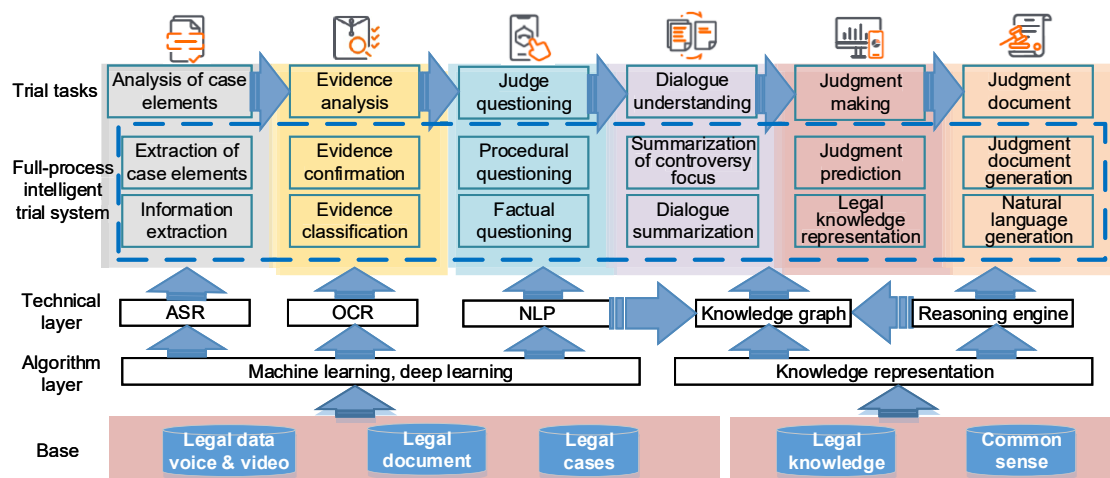 Trial tasks
Analysis of case
elements
Evidence
analysis
Judge
questioning
Dialogue
understanding
Judgment
making
Judgment
document
Full-process
intelligent
trial system
Extraction of
case elements
Evidence
confirmation
Procedural
questioning
Summarization
of controversy
focus
Judgment
prediction
Judgment
document
generation
Information
extraction
Evidence
classification
Factual
questioning
Dialogue
summarization
Legal
knowledge
representation
Natural
language
generation
Technical
layer
ASR
OCR
NLP
Knowledge graph
Reasoning engine
Algorithm
layer
Machine learning, deep learning
Knowledge representation
Base
Legal data
voice & video
Legal
document
Legal
cases
Legal
knowledge
Common
sense